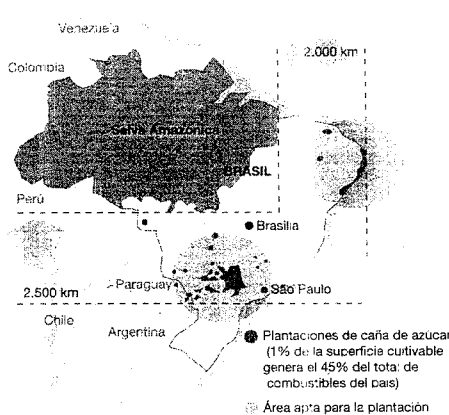 Venezuela
2.000 km
Colombia
Selva Amazónica
BRASIL
Perú
Brasilia
Paraguay
São Paulo
2.500 km
Chile
Argentina
Plantaciones de caña de azúcar
(1% de la superficie cultivable
genera el 45% del total de
combustibles del país)
Área apta para la plantación